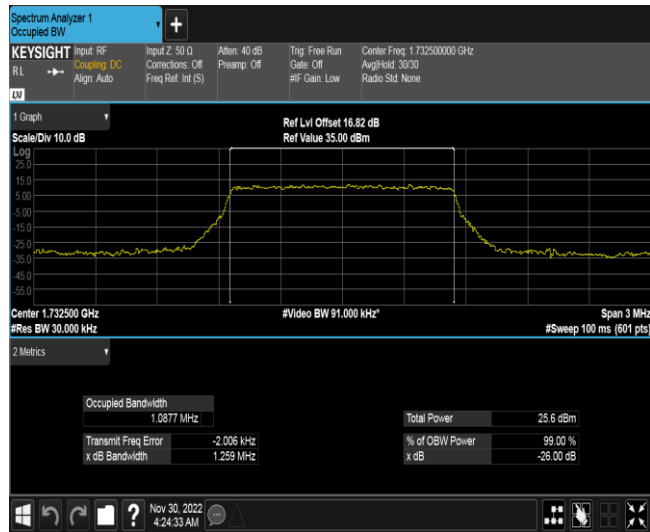 Spectrum Analyzer 1
Occupied BW
+
KEYSIGHT
R L
LXI
Input: RF
Coupling: DC
Align: Auto
Input Z: 50 Ω
Corrections: Off
Freq Ref: Int (S)
Atten: 40 dB
Preamp: Off
Trig: Free Run
Gate: Off
#IF Gain: Low
Center Freq: 1.732500000 GHz
Avg|Hold: 30/30
Radio Std: None
1 Graph
Scale/Div 10.0 dB
Ref Lvl Offset 16.82 dB
Ref Value 35.00 dBm
Log
25.0
15.0
5.00
-5.00
-15.0
-25.0
-35.0
-45.0
-55.0
Center 1.732500 GHz
#Res BW 30.000 kHz
#Video BW 91.000 kHz*
Span 3 MHz
#Sweep 100 ms (601 pts)
2 Metrics
Occupied Bandwidth
1.0877 MHz
Transmit Freq Error -2.006 kHz
x dB Bandwidth 1.259 MHz
Total Power 25.6 dBm
% of OBW Power 99.00 %
x dB -26.00 dB
?
Nov 30, 2022
4:24:33 AM